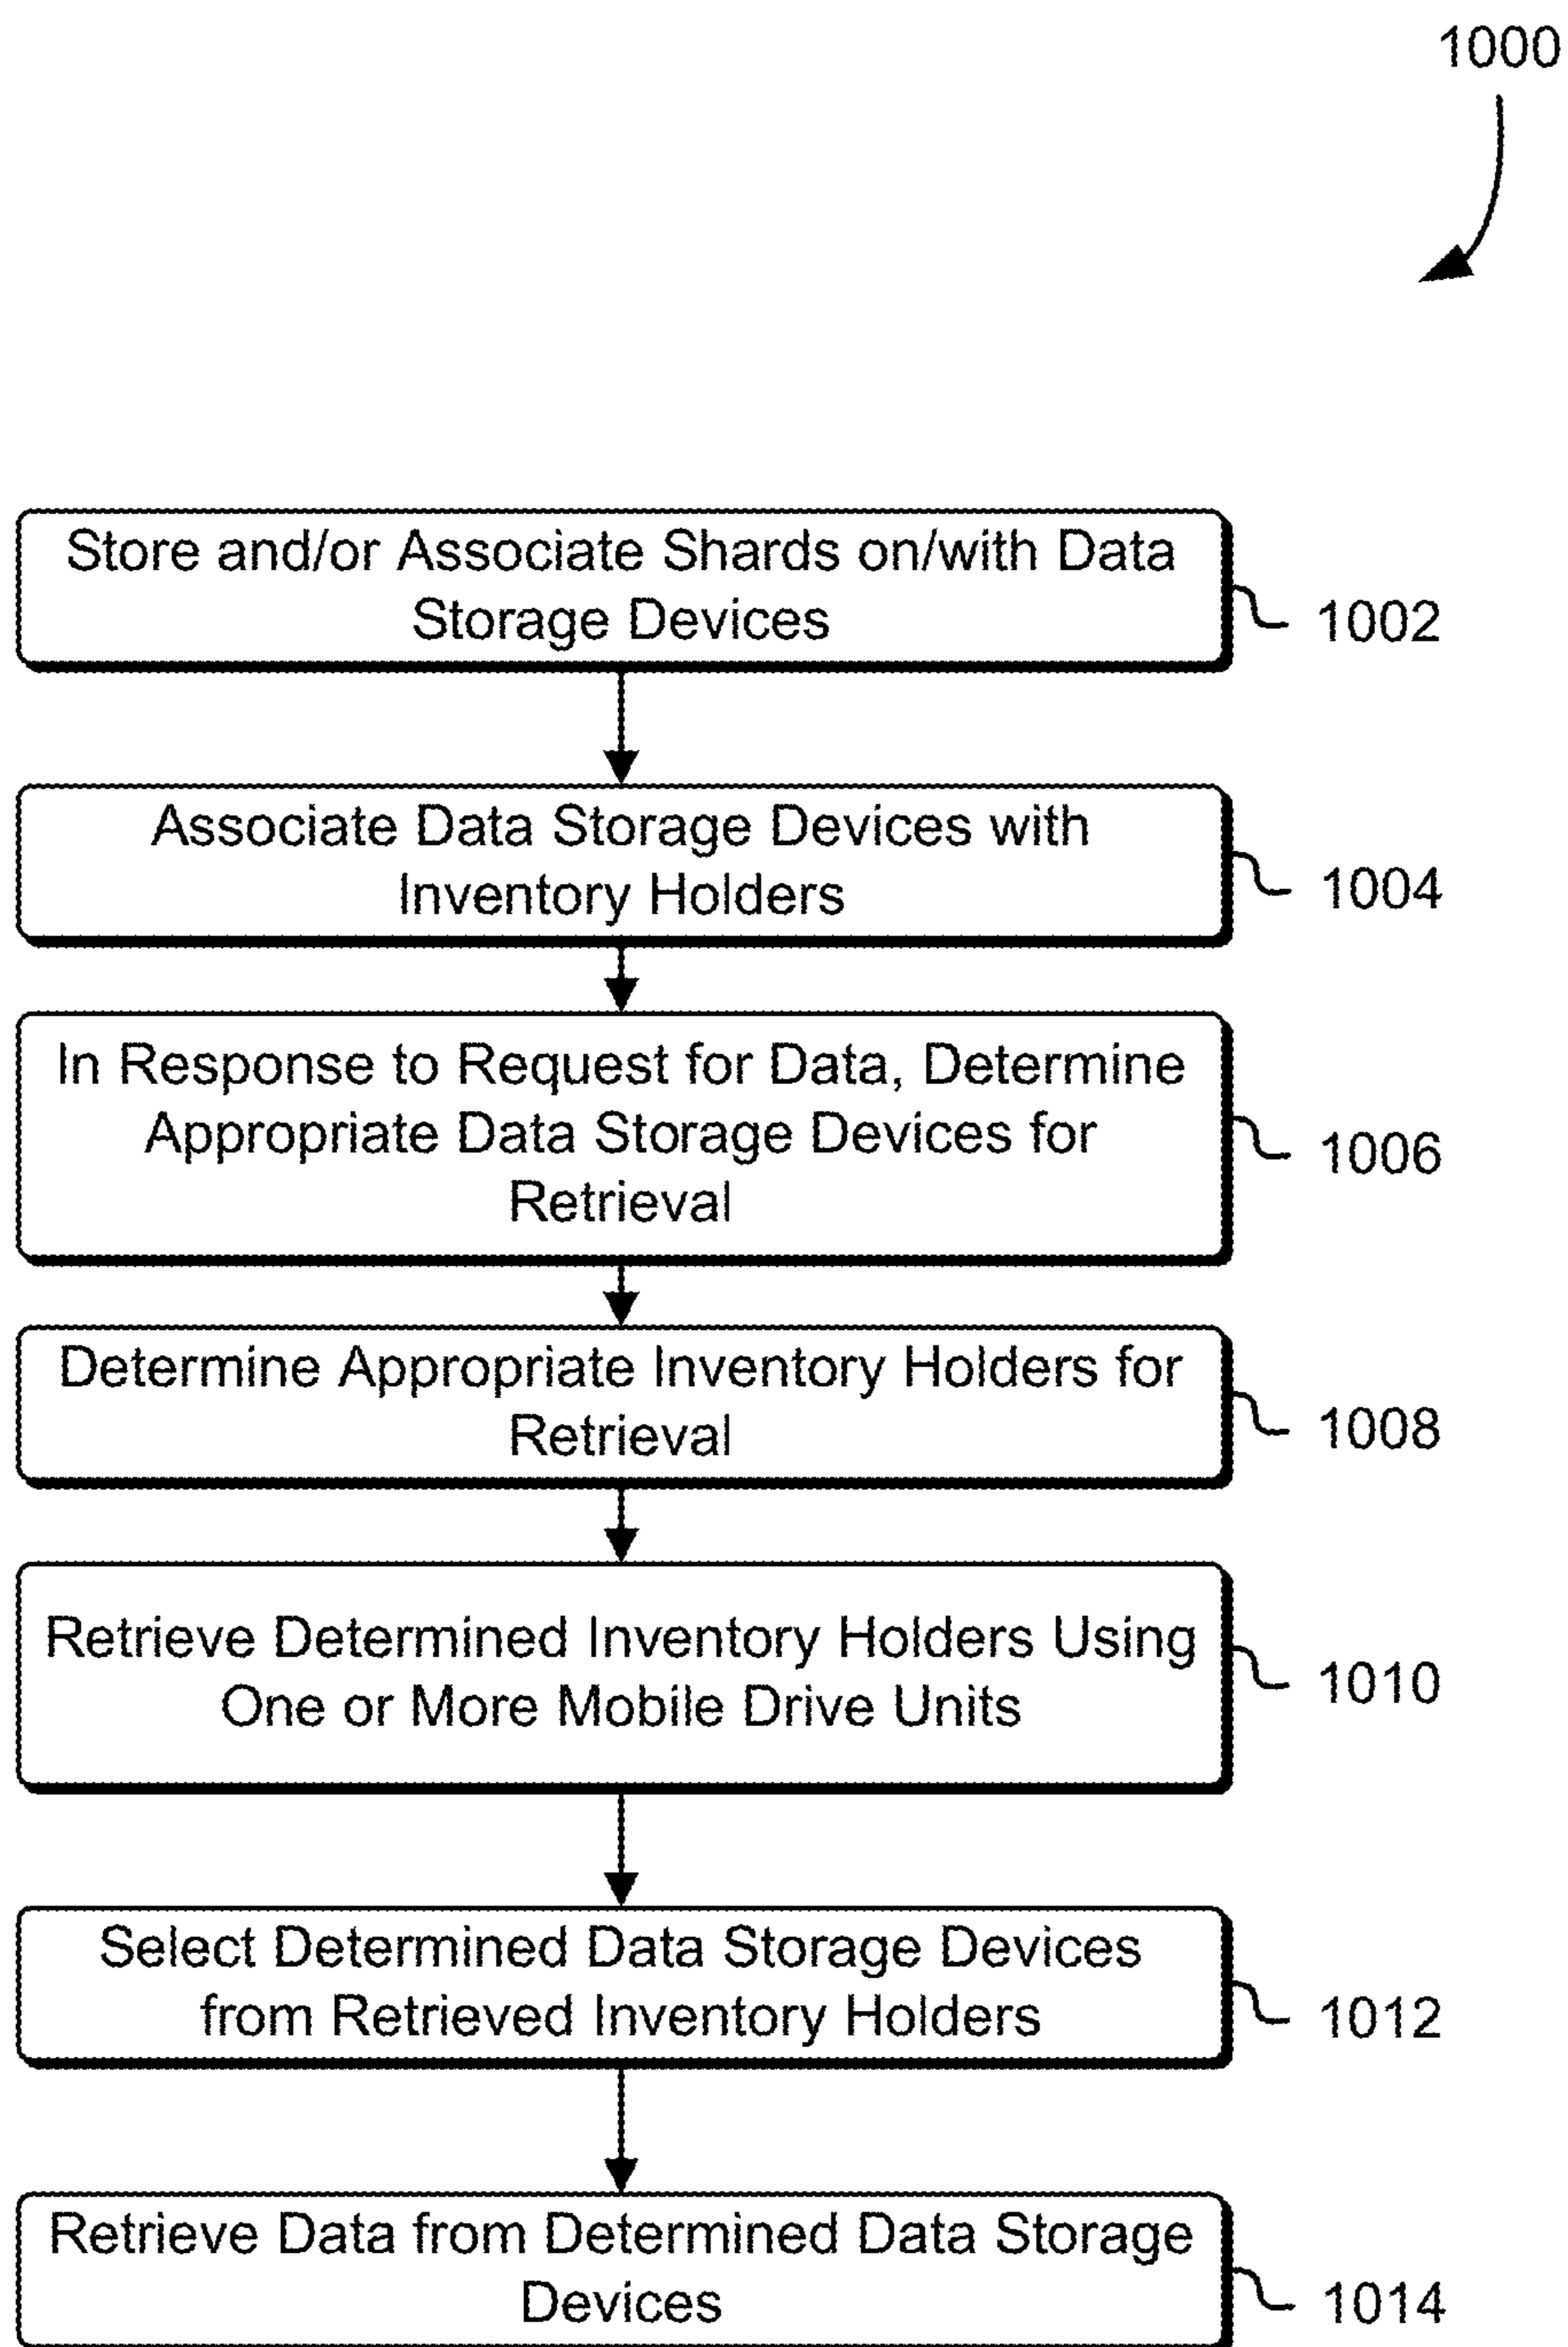 1000
Store and/or Associate Shards on/with Data
Storage Devices
1002
Associate Data Storage Devices with
Inventory Holders
1004
In Response to Request for Data, Determine
Appropriate Data Storage Devices for
Retrieval
1006
Determine Appropriate Inventory Holders for
Retrieval
1008
Retrieve Determined Inventory Holders Using
One or More Mobile Drive Units
1010
Select Determined Data Storage Devices
from Retrieved Inventory Holders
1012
Retrieve Data from Determined Data Storage
Devices
1014